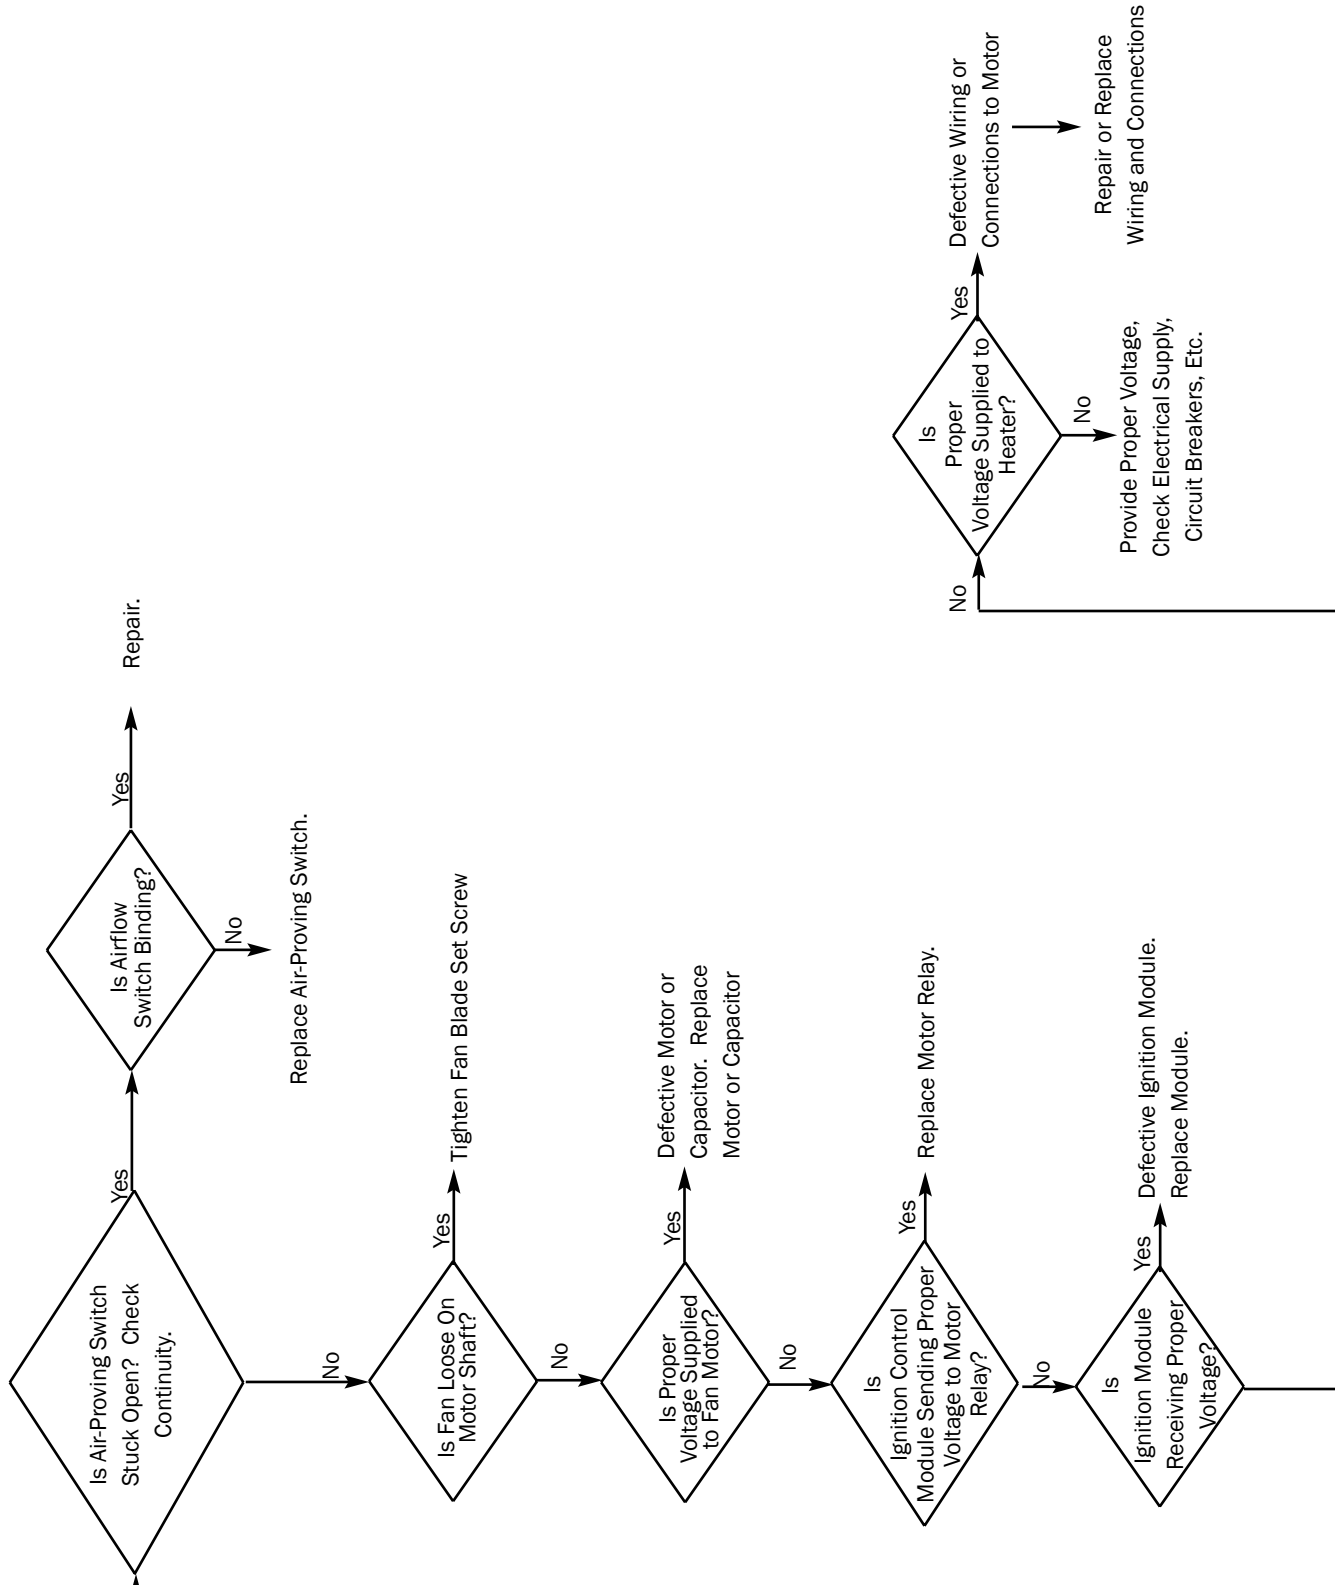 Is Air-Proving Switch
Stuck Open? Check
Continuity.
Yes
Is Airflow
Switch Binding?
Yes
Repair.
No
Replace Air-Proving Switch.
No
Is Fan Loose On
Motor Shaft?
Yes
Tighten Fan Blade Set Screw
No
Is Proper
Voltage Supplied
to Fan Motor?
Yes
Defective Motor or
Capacitor. Replace
Motor or Capacitor
No
Is
Ignition Control
Module Sending Proper
Voltage to Motor
Relay?
Yes
Replace Motor Relay.
No
Is
Ignition Module
Receiving Proper
Voltage?
Yes
Defective Ignition Module.
Replace Module.
No
Is
Proper
Voltage Supplied to
Heater?
Yes
Defective Wiring or
Connections to Motor
Repair or Replace
Wiring and Connections
No
Provide Proper Voltage,
Check Electrical Supply,
Circuit Breakers, Etc.